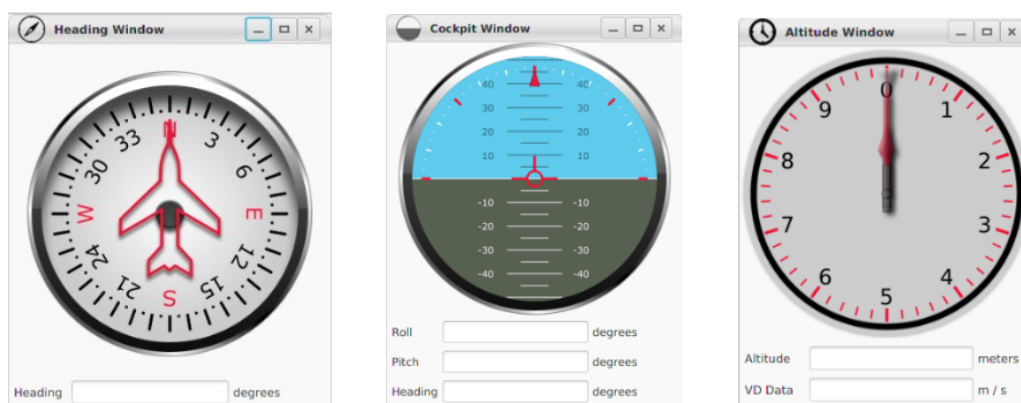 Heading Window
N
3
6
E
12
15
S
21
24
W
30
33
Heading degrees
Cockpit Window
40 40
30 30
20 20
10 10
-10 -10
-20 -20
-30 -30
-40 -40
Roll degrees
Pitch degrees
Heading degrees
Altitude Window
0
1
2
3
4
5
6
7
8
9
Altitude meters
VD Data m / s